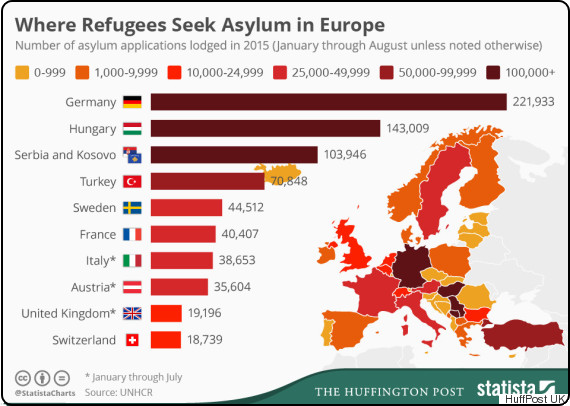 Where Refugees Seek Asylum in Europe
Number of asylum applications lodged in 2015 (January through August unless noted otherwise)
0-999 1,000-9,999 10,000-24,999 25,000-49,999 50,000-99,999 100,000+
Germany 221,933
Hungary 143,009
Serbia and Kosovo 103,946
Turkey 70,848
Sweden 44,512
France 40,407
Italy* 38,653
Austria* 35,604
United Kingdom* 19,196
Switzerland 18,739
* January through July
@StatistaCharts Source: UNHCR
THE HUFFINGTON POST statista
HuffPost UK